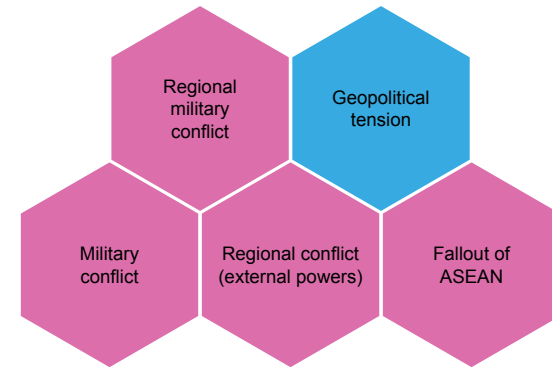 Regional
military
conflict
Geopolitical
tension
Military
conflict
Regional conflict
(external powers)
Fallout of
ASEAN